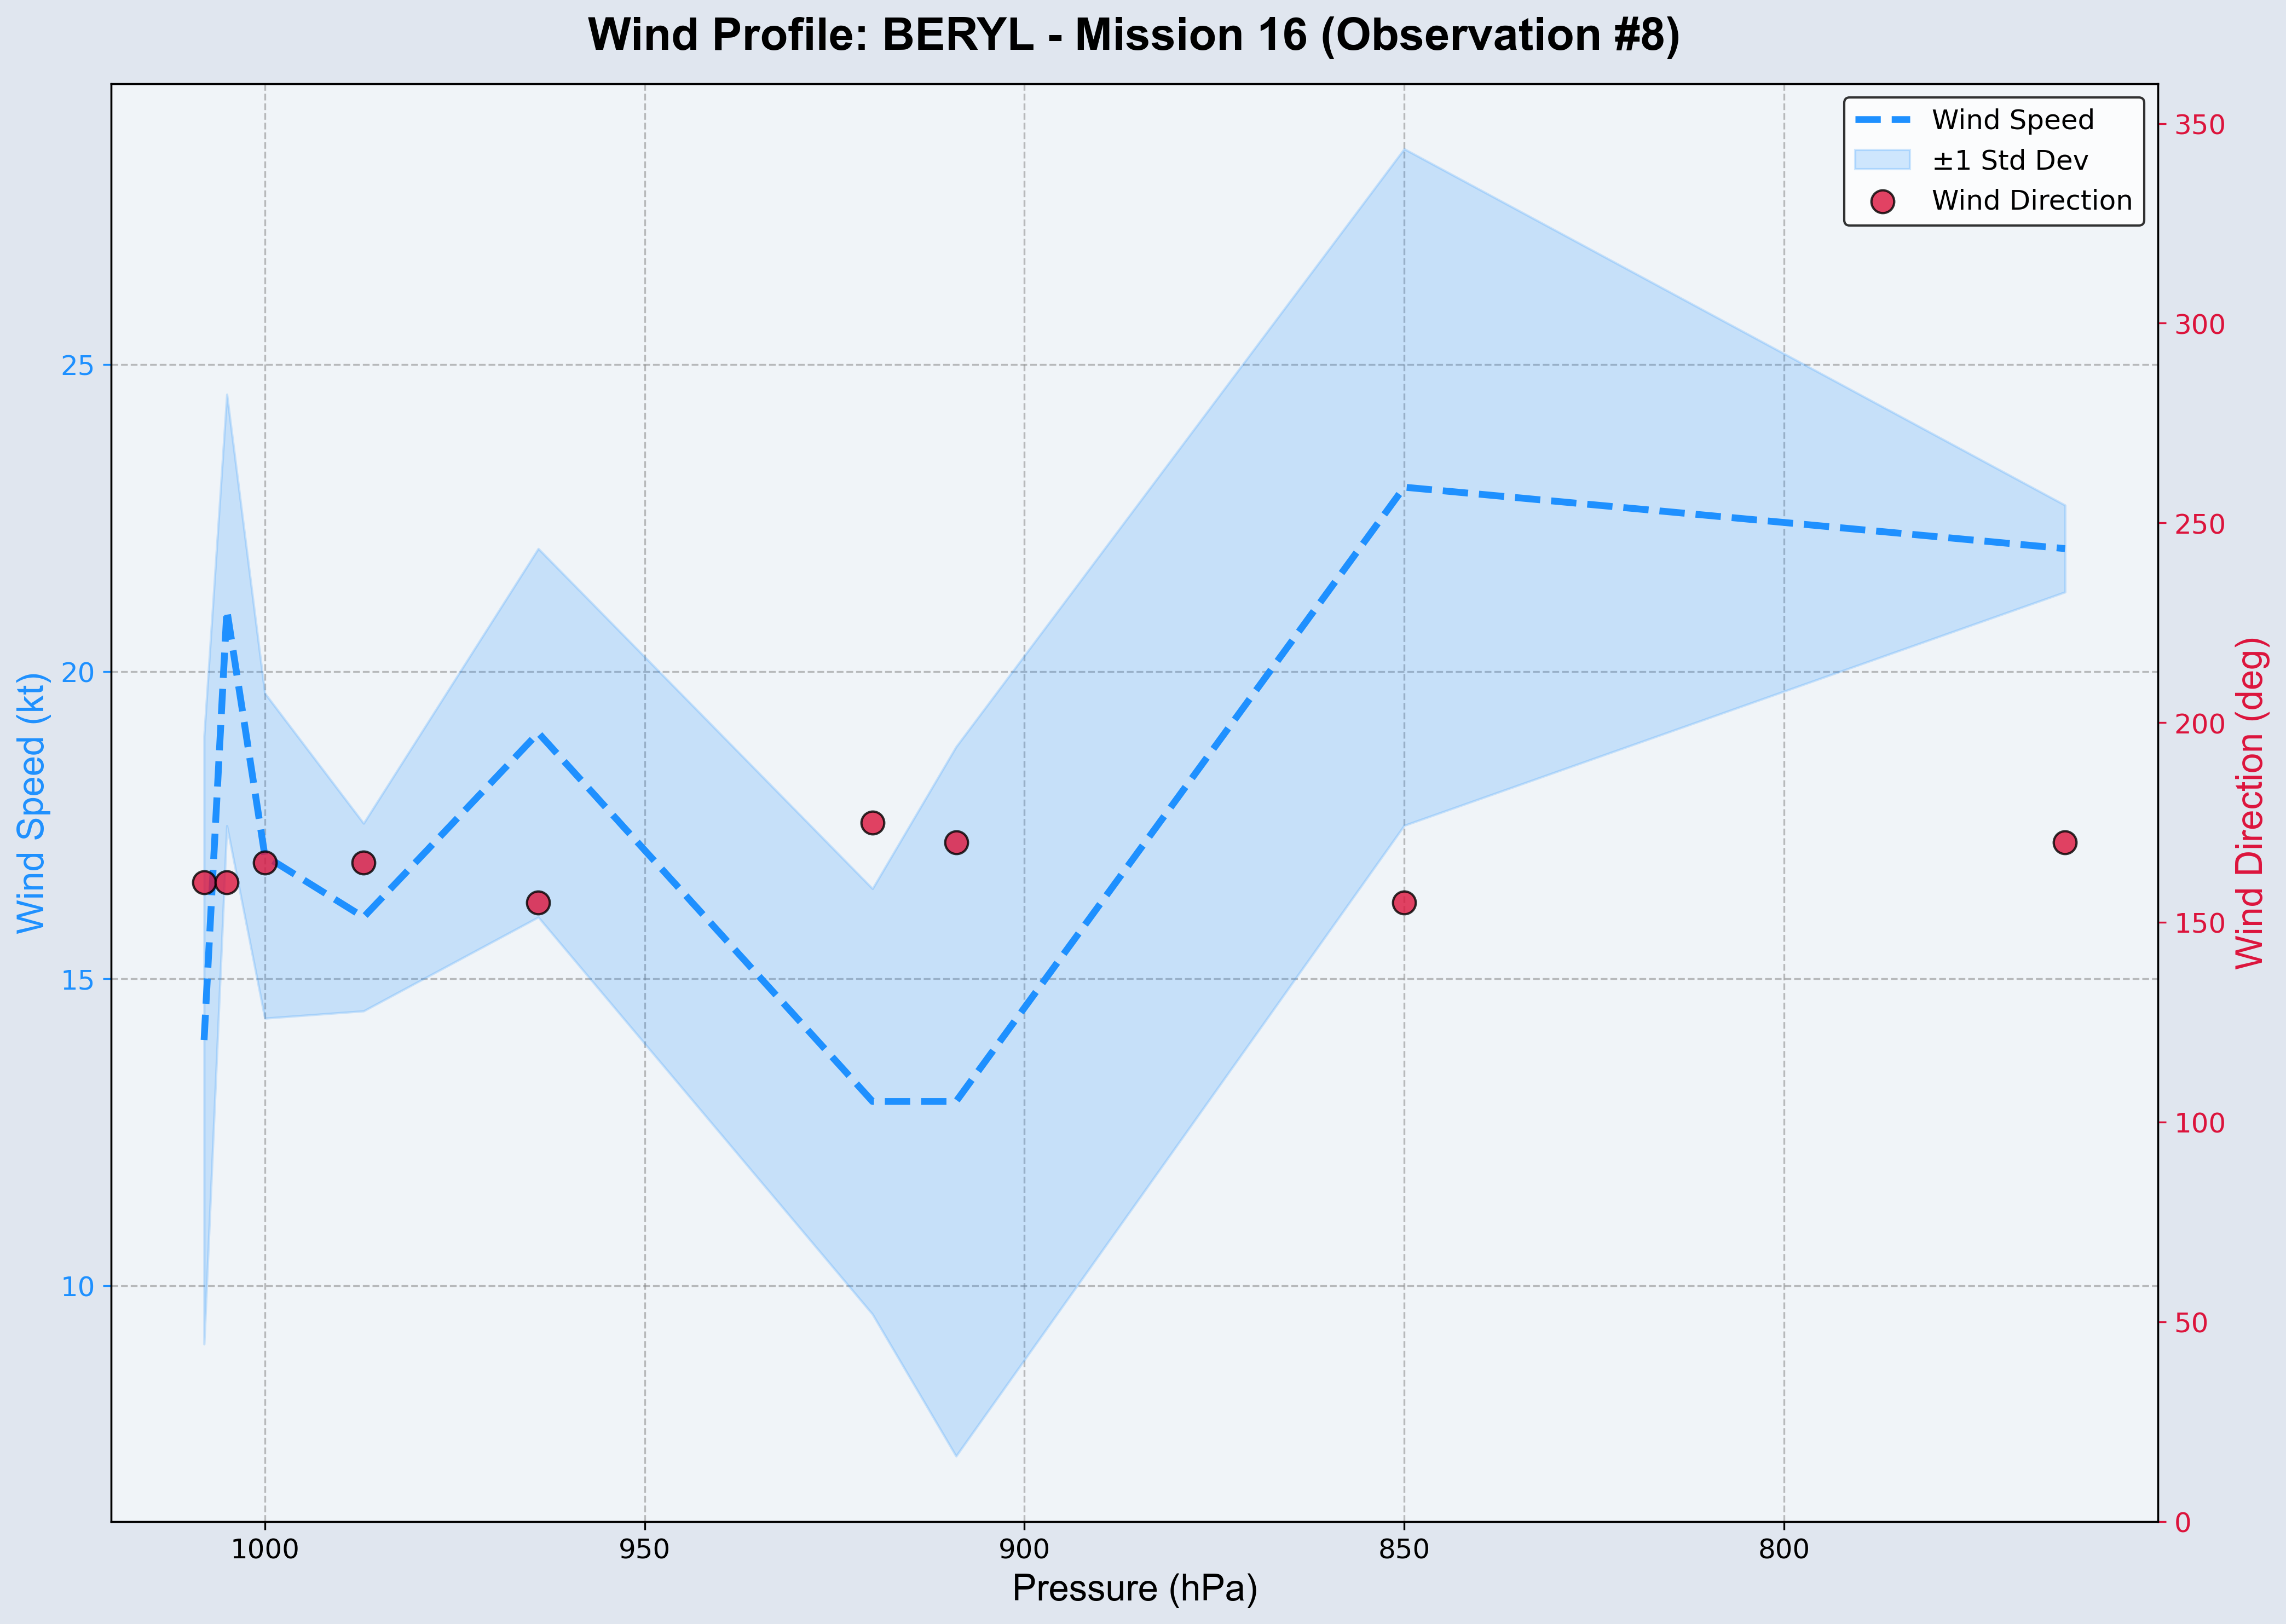 Wind Profile: BERYL - Mission 16 (Observation #8)
Wind Speed
±1 Std Dev
Wind Direction
Wind Speed (kt)
25
20
15
10
350
300
250
200
150
100
50
0
Wind Direction (deg)
1000
950
900
850
800
Pressure (hPa)